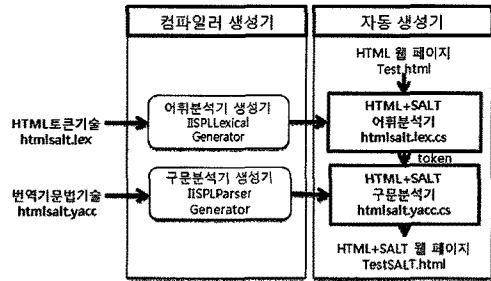 컴파일러 생성기
자동 생성기
HTML 웹 페이지
Test.html
HTML토큰기술
htmlsalt.lex
어휘분석기 생성기
IISPLLexical
Generator
HTML+SALT
어휘분석기
htmlsalt.lex.cs
token
번역기문법기술
htmlsalt.yacc
구문분석기 생성기
IISPLParser
Generator
HTML+SALT
구문분석기
htmlsalt.yacc.cs
HTML+SALT 웹 페이지
TestSALT.html